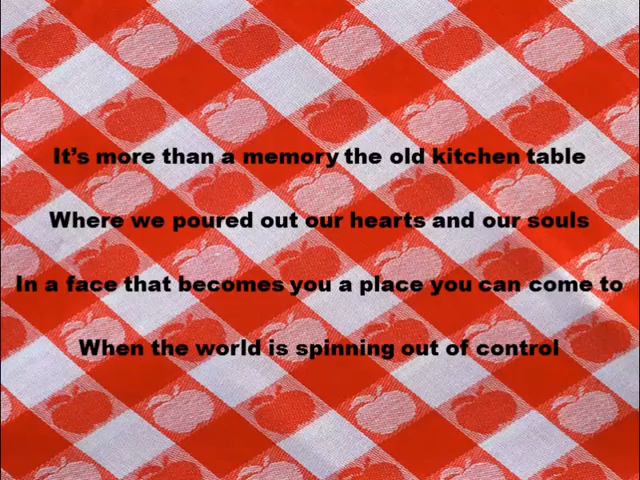 It's more than a memory the old kitchen table
Where we poured out our hearts and our souls
In a face that becomes you a place you can come to
When the world is spinning out of control